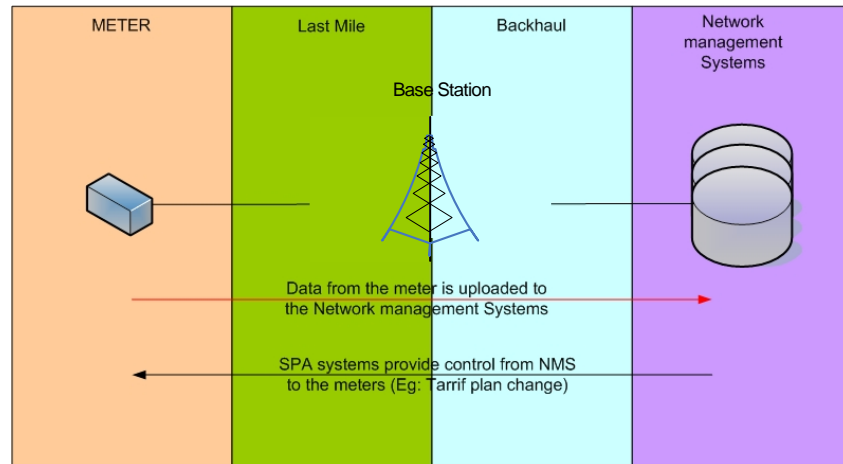 METER
Last Mile
Backhaul
Network
management
Systems
Base Station
Data from the meter is uploaded to
the Network management Systems
SPA systems provide control from NMS
to the meters (Eg: Tarrif plan change)